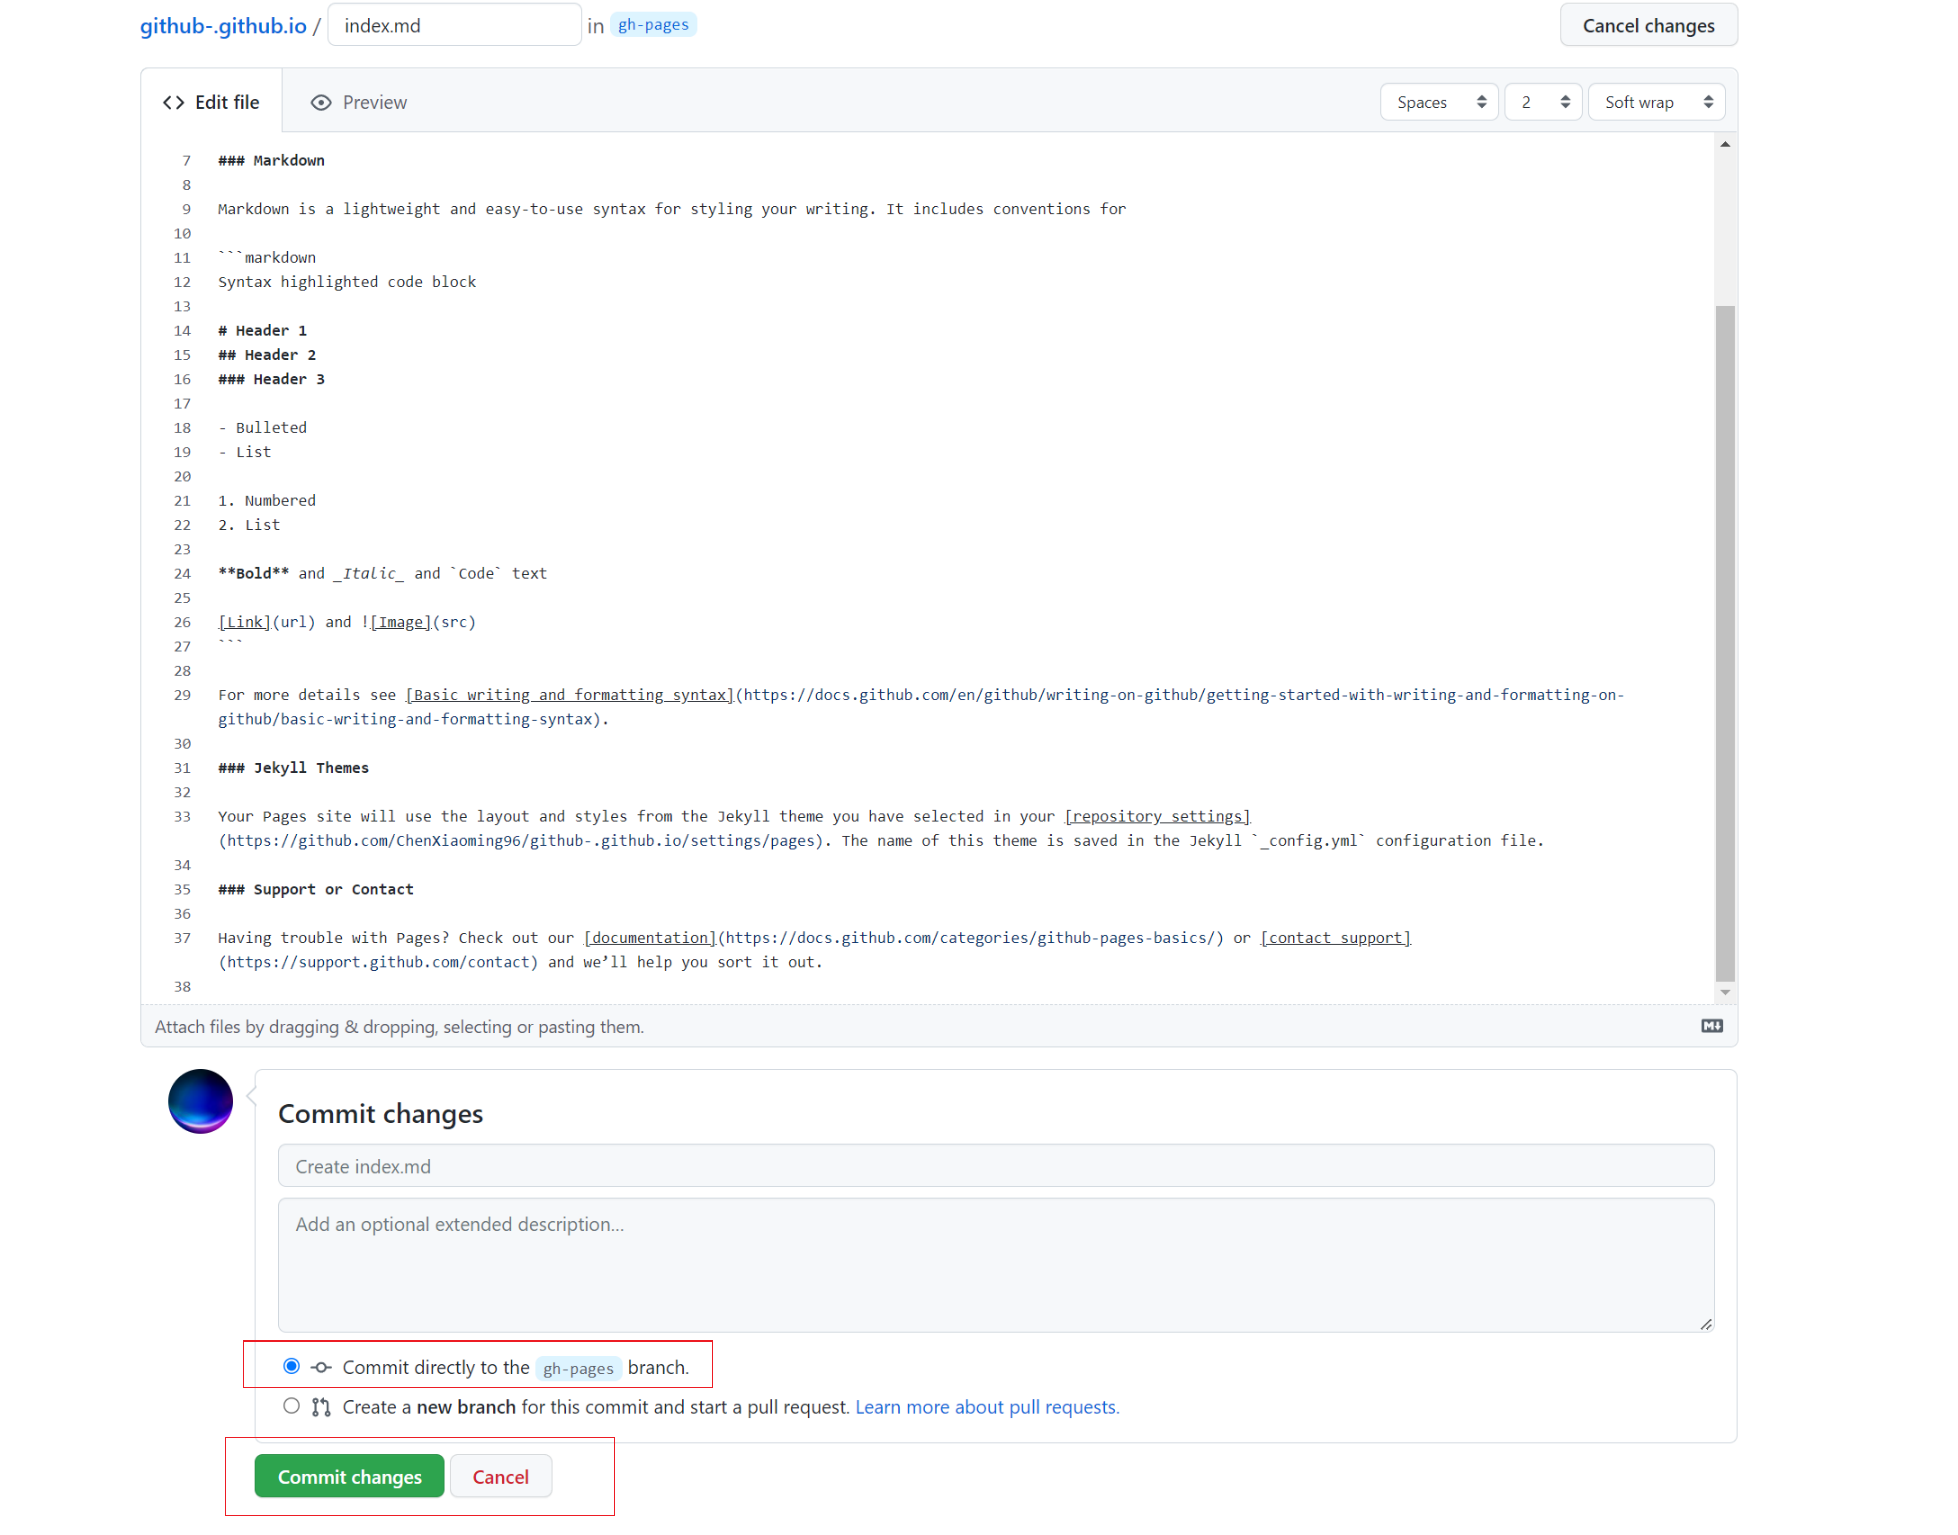 github-.github.io / index.md in gh-pages Cancel changes
Edit file Preview Spaces 2 Soft wrap
7 ### Markdown
8
9 Markdown is a lightweight and easy-to-use syntax for styling your writing. It includes conventions for
10
11 ```markdown
12 Syntax highlighted code block
13
14 # Header 1
15 ## Header 2
16 ### Header 3
17
18 - Bulleted
19 - List
20
21 1. Numbered
22 2. List
23
24 **Bold** and _Italic_ and `Code` text
25
26 [Link](url) and ![Image](src)
27 ```
28
29 For more details see [Basic writing and formatting syntax](https://docs.github.com/en/github/writing-on-github/getting-started-with-writing-and-formatting-on-
github/basic-writing-and-formatting-syntax).
30
31 ### Jekyll Themes
32
33 Your Pages site will use the layout and styles from the Jekyll theme you have selected in your [repository settings]
(https://github.com/ChenXiaoming96/github-.github.io/settings/pages). The name of this theme is saved in the Jekyll `_config.yml` configuration file.
34
35 ### Support or Contact
36
37 Having trouble with Pages? Check out our [documentation](https://docs.github.com/categories/github-pages-basics/) or [contact support]
(https://support.github.com/contact) and we’ll help you sort it out.
38
Attach files by dragging & dropping, selecting or pasting them.
Commit changes
Create index.md
Add an optional extended description...
Commit directly to the gh-pages branch.
Create a new branch for this commit and start a pull request. Learn more about pull requests.
Commit changes Cancel